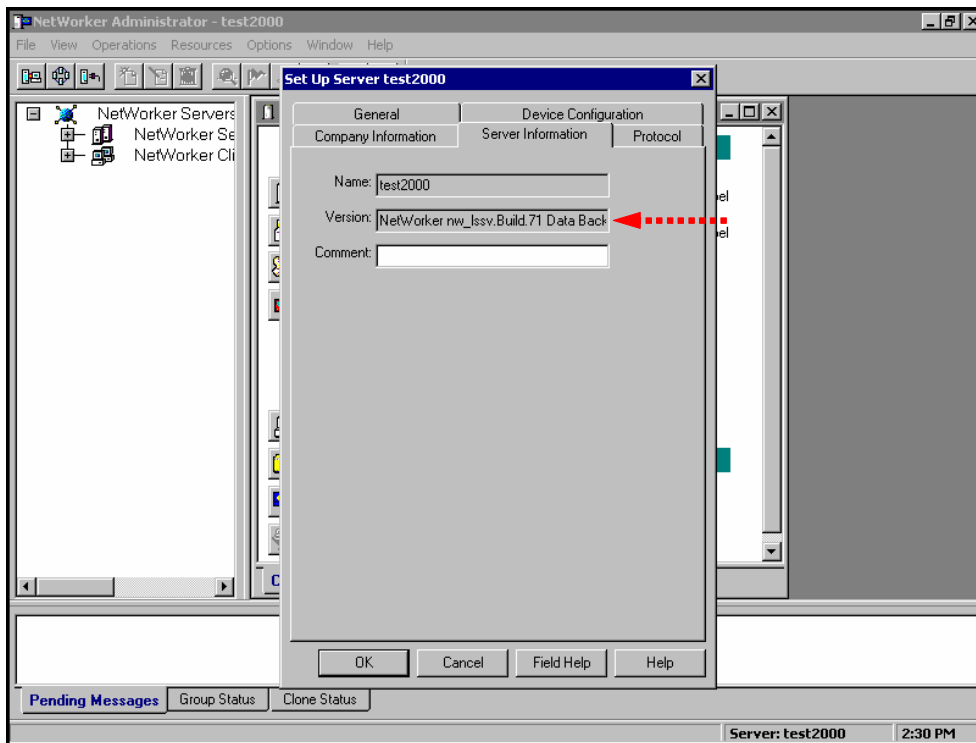 NetWorker Administrator - test2000
File View Operations Resources Options Window Help
Set Up Server test2000
General Device Configuration
Company Information Server Information Protocol
NetWorker Servers
NetWorker Se
NetWorker Cli
Name: test2000
Version: NetWorker nw_lssv.Build.71 Data Back
Comment:
OK Cancel Field Help Help
Pending Messages Group Status Clone Status
Server: test2000 2:30 PM